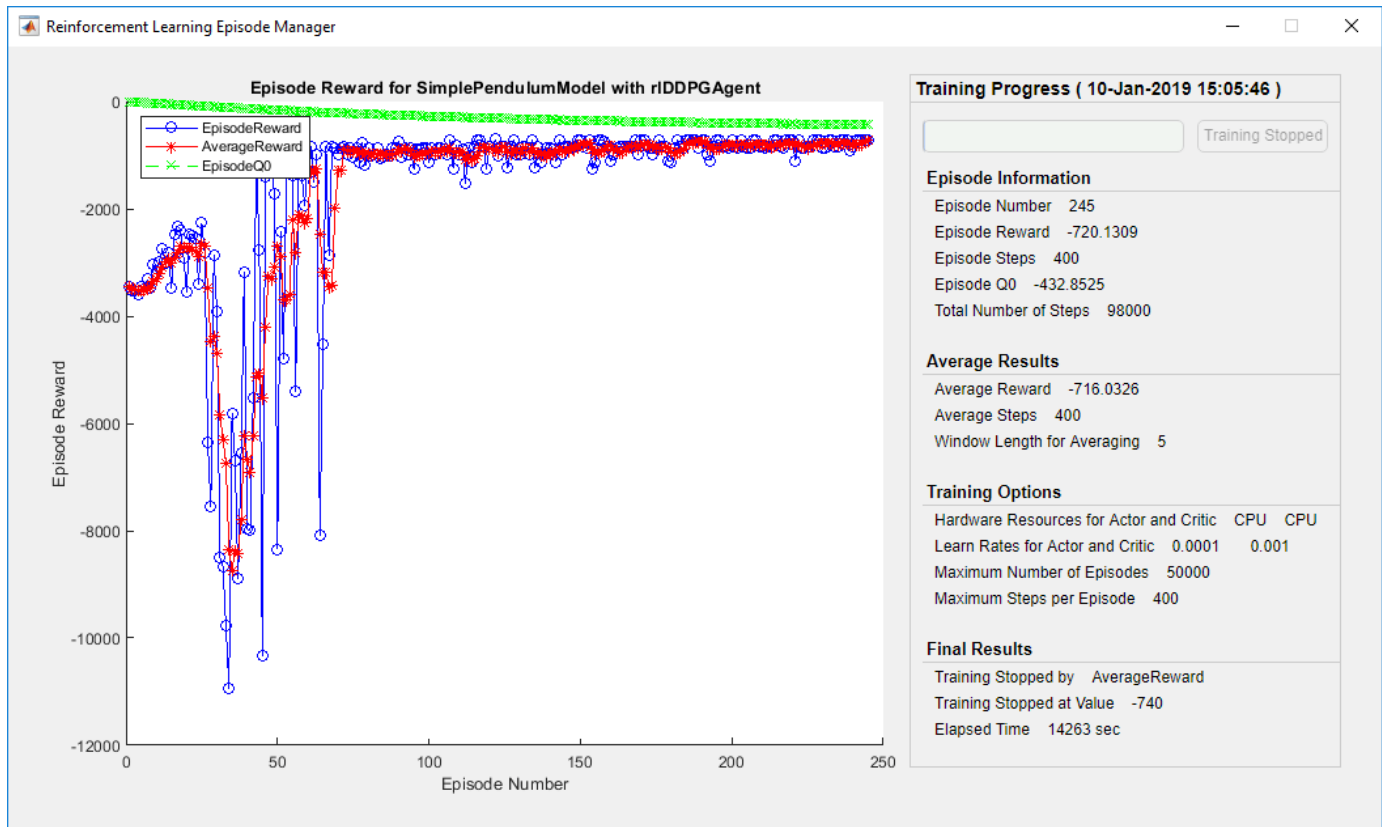 Reinforcement Learning Episode Manager
Episode Reward for SimplePendulumModel with rlDDPGAgent
EpisodeReward
AverageReward
EpisodeQ0
0
-2000
-4000
-6000
-8000
-10000
-12000
Episode Reward
0 50 100 150 200 250
Episode Number
Training Progress ( 10-Jan-2019 15:05:46 )
Training Stopped
Episode Information
Episode Number 245
Episode Reward -720.1309
Episode Steps 400
Episode Q0 -432.8525
Total Number of Steps 98000
Average Results
Average Reward -716.0326
Average Steps 400
Window Length for Averaging 5
Training Options
Hardware Resources for Actor and Critic CPU CPU
Learn Rates for Actor and Critic 0.0001 0.001
Maximum Number of Episodes 50000
Maximum Steps per Episode 400
Final Results
Training Stopped by AverageReward
Training Stopped at Value -740
Elapsed Time 14263 sec